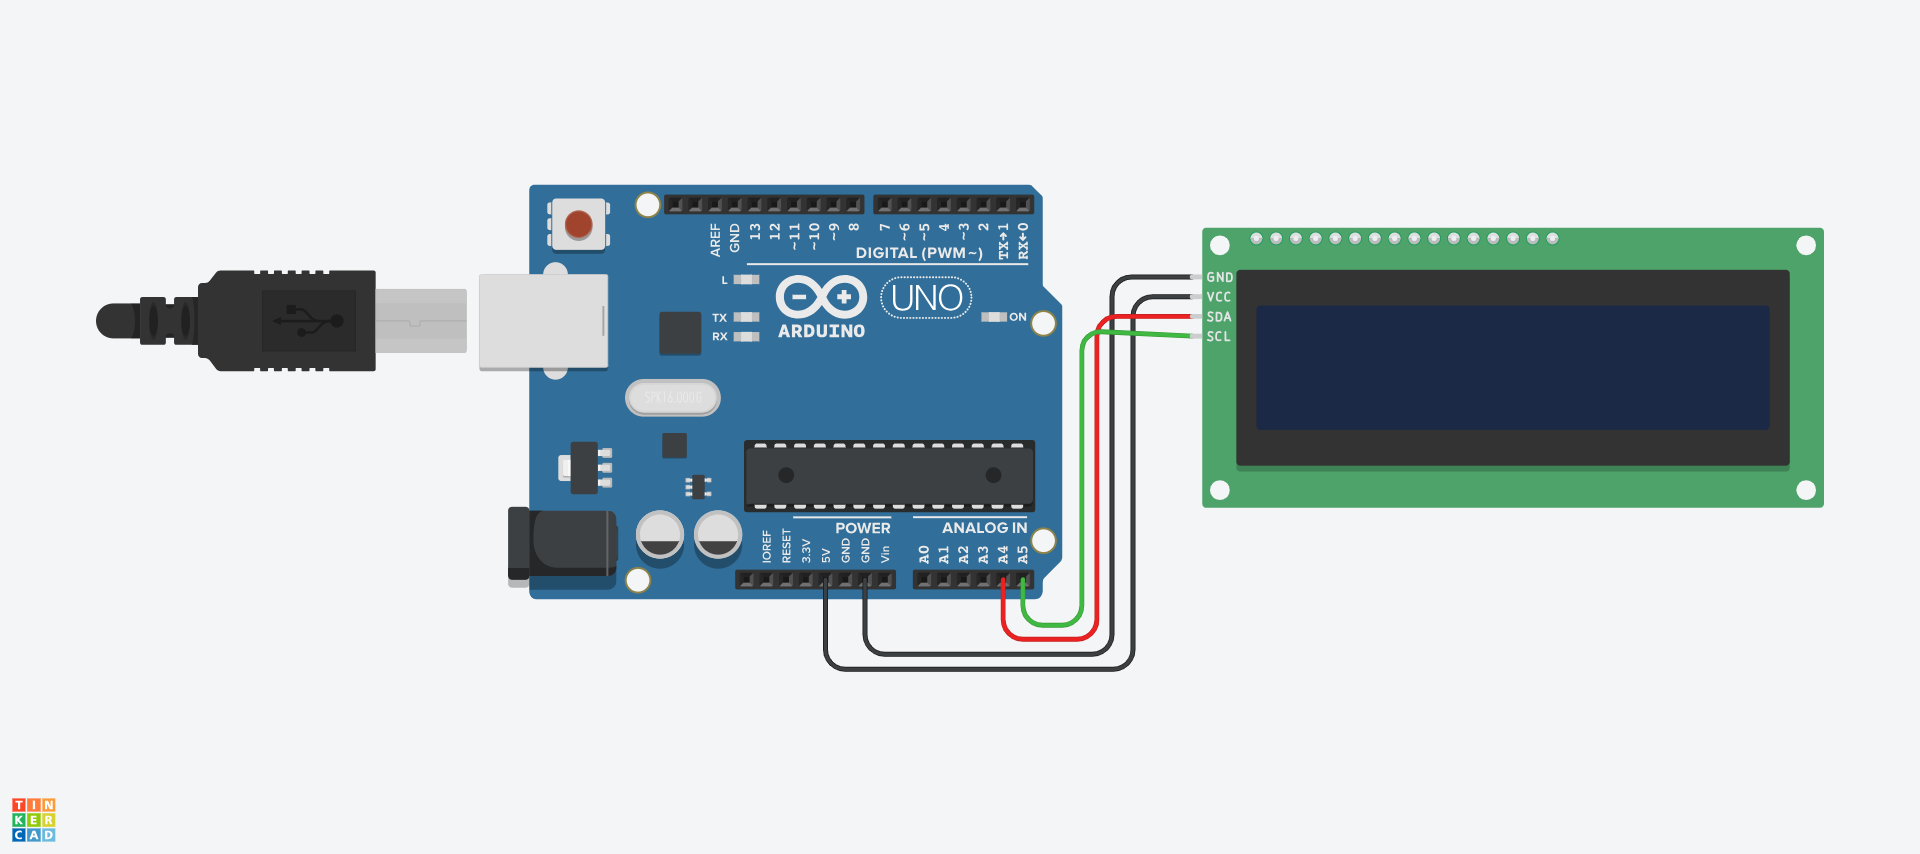 AREF
GND
13
12
~11
~10
~9
8
7
~6
~5
4
~3
2
TX→1
RX←0
DIGITAL (PWM~)
L
TX
RX
ARDUINO
UNO
ON
SPK16.000G
POWER
ANALOG IN
IOREF
RESET
3.3V
5V
GND
GND
Vin
A0
A1
A2
A3
A4
A5
GND
VCC
SDA
SCL
TIN
KER
CAD